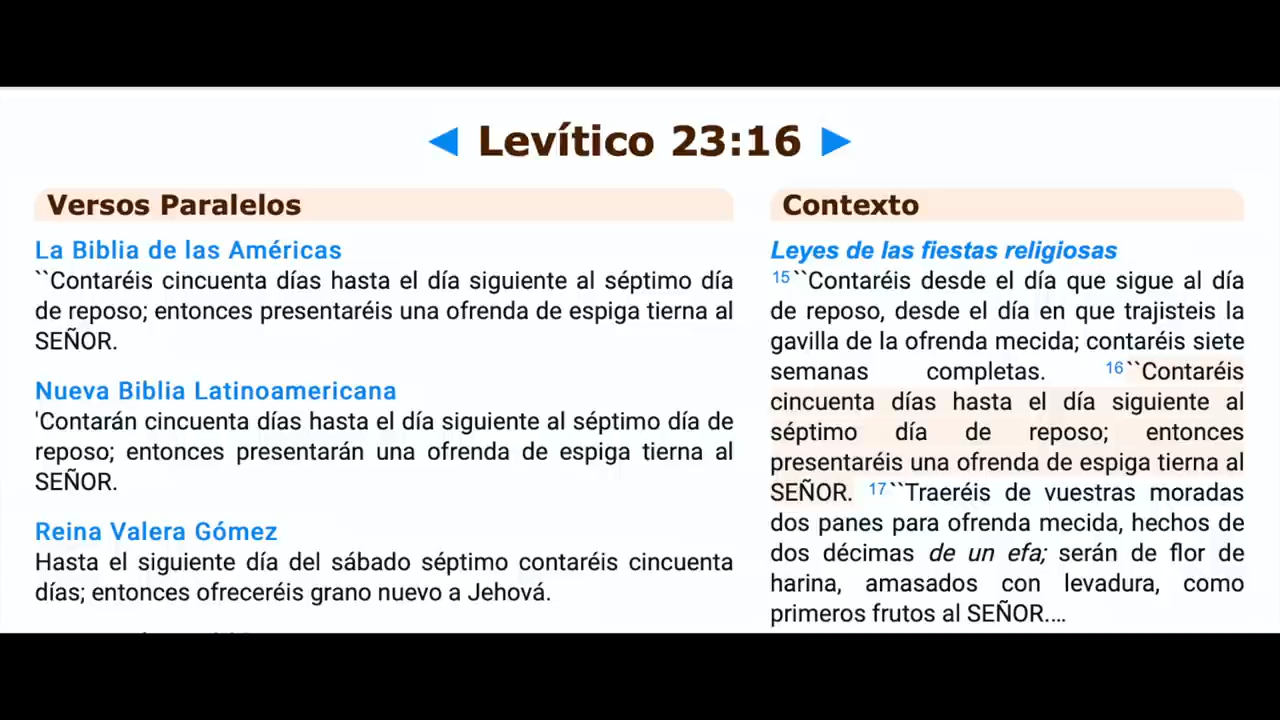 Levítico 23:16
Versos Paralelos
La Biblia de las Américas
``Contaréis cincuenta días hasta el día siguiente al séptimo día
de reposo; entonces presentaréis una ofrenda de espiga tierna al
SEÑOR.
Nueva Biblia Latinoamericana
'Contarán cincuenta días hasta el día siguiente al séptimo día de
reposo; entonces presentarán una ofrenda de espiga tierna al
SEÑOR.
Reina Valera Gómez
Hasta el siguiente día del sábado séptimo contaréis cincuenta
días; entonces ofreceréis grano nuevo a Jehová.
Contexto
Leyes de las fiestas religiosas
15``Contaréis desde el día que sigue al día
de reposo, desde el día en que trajisteis la
gavilla de la ofrenda mecida; contaréis siete
semanas completas. 16``Contaréis
cincuenta días hasta el día siguiente al
séptimo día de reposo; entonces
presentaréis una ofrenda de espiga tierna al
SEÑOR. 17``Traeréis de vuestras moradas
dos panes para ofrenda mecida, hechos de
dos décimas de un efa; serán de flor de
harina, amasados con levadura, como
primeros frutos al SEÑOR....